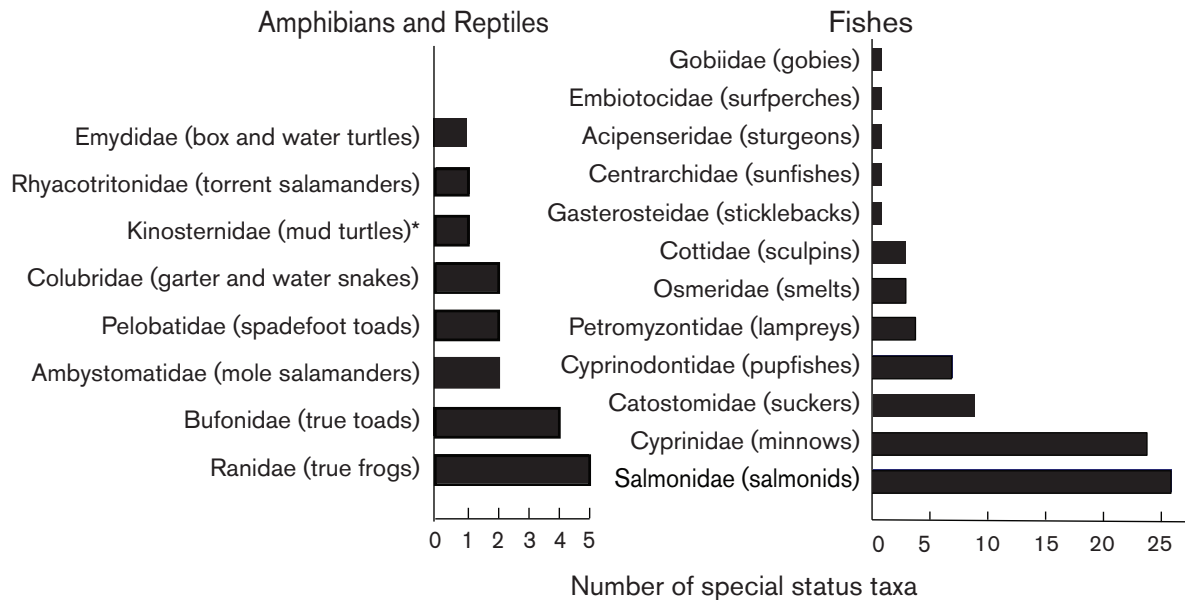 Amphibians and Reptiles
Emydidae (box and water turtles)
Rhyacotritonidae (torrent salamanders)
Kinosternidae (mud turtles)*
Colubridae (garter and water snakes)
Pelobatidae (spadefoot toads)
Ambystomatidae (mole salamanders)
Bufonidae (true toads)
Ranidae (true frogs)
0 1 2 3 4 5
Fishes
Gobiidae (gobies)
Embiotocidae (surfperches)
Acipenseridae (sturgeons)
Centrarchidae (sunfishes)
Gasterosteidae (sticklebacks)
Cottidae (sculpins)
Osmeridae (smelts)
Petromyzontidae (lampreys)
Cyprinodontidae (pupfishes)
Catostomidae (suckers)
Cyprinidae (minnows)
Salmonidae (salmonids)
0 5 10 15 20 25
Number of special status taxa